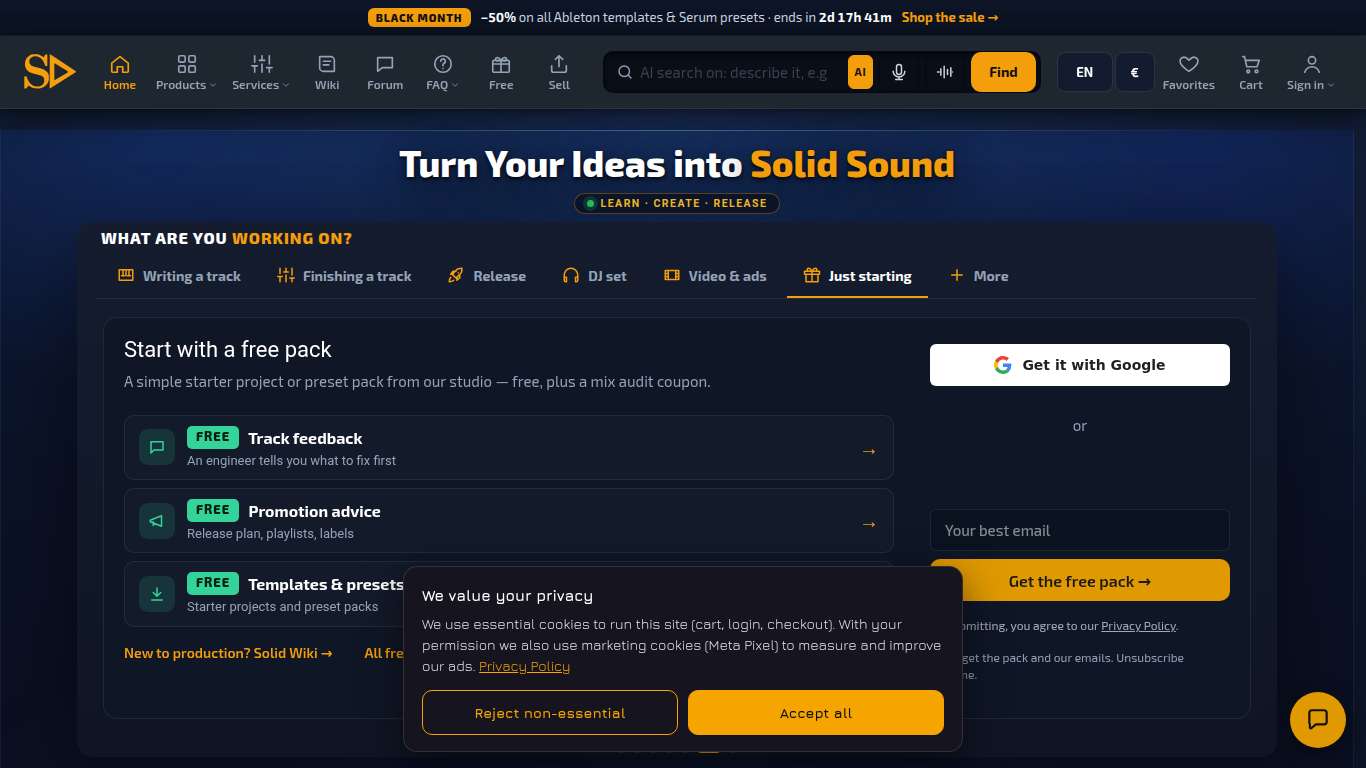 BLACK MONTH −50% on all Ableton templates & Serum presets · ends in 2d 17h 41m Shop the sale →
SD
Home
Products
Services
Wiki
Forum
FAQ
Free
Sell
AI search on: describe it, e.g
AI
Find
EN
€
Favorites
Cart
Sign in
Turn Your Ideas into Solid Sound
LEARN · CREATE · RELEASE
WHAT ARE YOU WORKING ON?
Writing a track
Finishing a track
Release
DJ set
Video & ads
Just starting
More
Start with a free pack
A simple starter project or preset pack from our studio — free, plus a mix audit coupon.
FREE Track feedback
An engineer tells you what to fix first
→
FREE Promotion advice
Release plan, playlists, labels
→
FREE Templates & presets
Starter projects and preset packs
New to production? Solid Wiki →
All fre
Get it with Google
or
Your best email
Get the free pack →
omitting, you agree to our Privacy Policy.
get the pack and our emails. Unsubscribe
We value your privacy
We use essential cookies to run this site (cart, login, checkout). With your
permission we also use marketing cookies (Meta Pixel) to measure and improve
our ads. Privacy Policy
Reject non-essential
Accept all